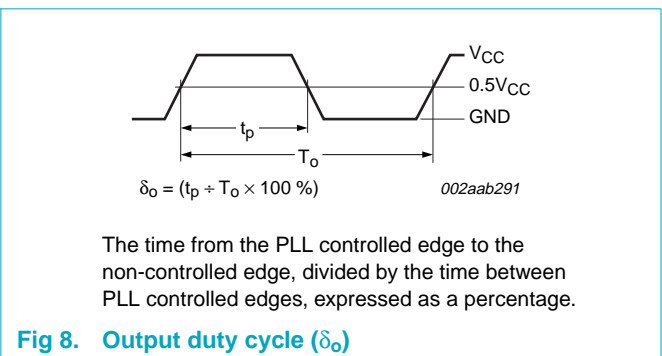 VCC
0.5VCC
GND
tp
To
δo = (tp ÷ To × 100 %)
002aab291
The time from the PLL controlled edge to the
non-controlled edge, divided by the time between
PLL controlled edges, expressed as a percentage.
Fig 8. Output duty cycle (δo)